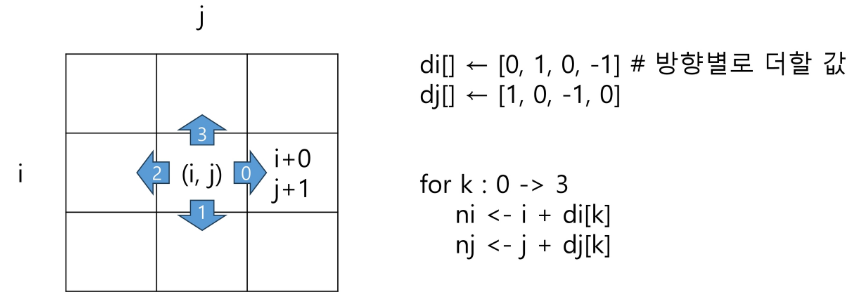 j
di[] ← [0, 1, 0, -1] # 방향별로 더할 값
dj[] ← [1, 0, -1, 0]
3
i
2
(i, j)
0
i+0
j+1
1
for k : 0 -> 3
ni <- i + di[k]
nj <- j + dj[k]